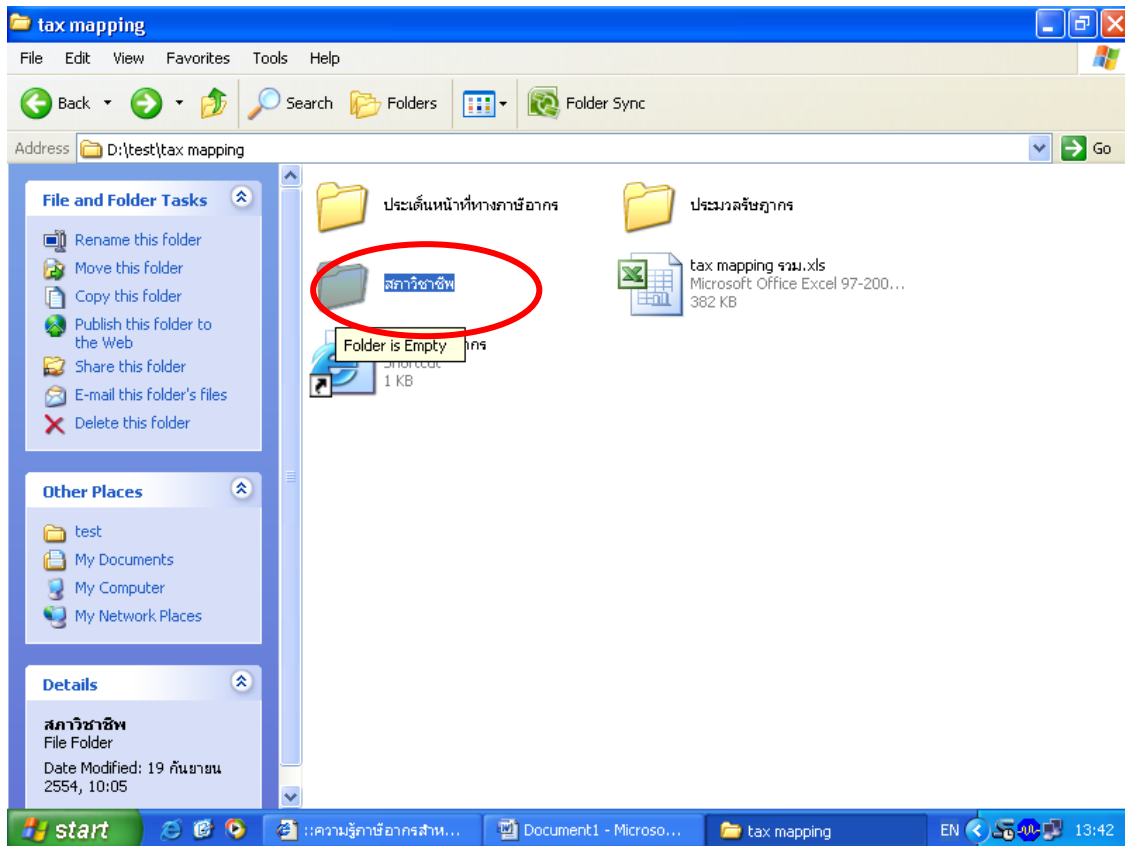 tax mapping
File Edit View Favorites Tools Help
Back Search Folders Folder Sync
Address D:\test\tax mapping Go
File and Folder Tasks
Rename this folder
Move this folder
Copy this folder
Publish this folder to
the Web
Share this folder
E-mail this folder's files
Delete this folder
Other Places
test
My Documents
My Computer
My Network Places
Details
สภาวิชาชีพ
File Folder
Date Modified: 19 กันยายน
2554, 10:05
ประเด็นหน้าที่ทางภาษีอากร
ประมวลรัษฎากร
สภาวิชาชีพ
tax mapping รวม.xls
Microsoft Office Excel 97-200...
382 KB
Folder is Empty
Shortcut
1 KB
start ::ความรู้ภาษีอากรสำห... Document1 - Microso... tax mapping EN 13:42